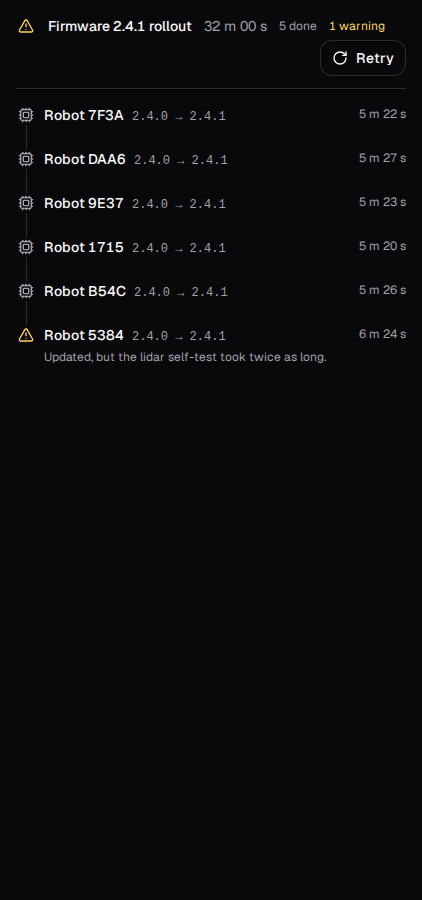 Firmware 2.4.1 rollout 32 m 00 s 5 done 1 warning
Retry
Robot 7F3A 2.4.0 → 2.4.1 5 m 22 s
Robot DAA6 2.4.0 → 2.4.1 5 m 27 s
Robot 9E37 2.4.0 → 2.4.1 5 m 23 s
Robot 1715 2.4.0 → 2.4.1 5 m 20 s
Robot B54C 2.4.0 → 2.4.1 5 m 26 s
Robot 5384 2.4.0 → 2.4.1 6 m 24 s
Updated, but the lidar self-test took twice as long.